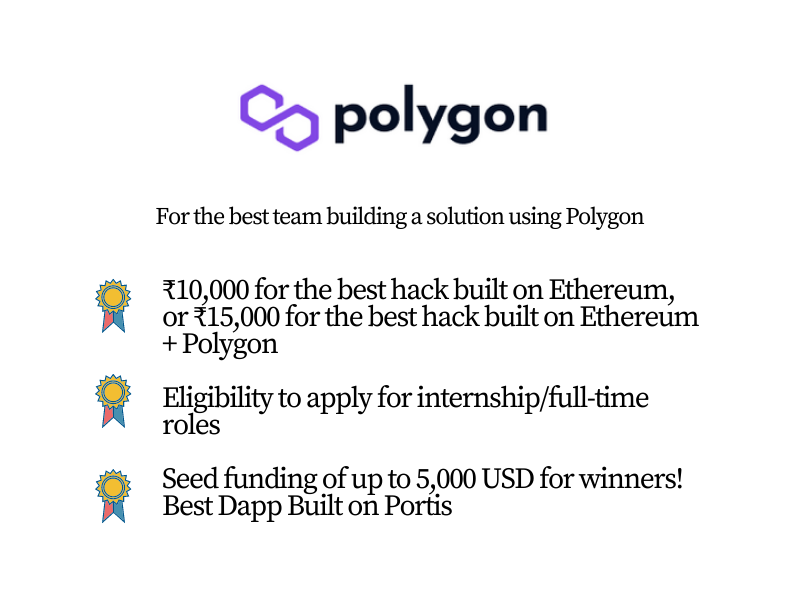 polygon
For the best team building a solution using Polygon
₹10,000 for the best hack built on Ethereum,
or ₹15,000 for the best hack built on Ethereum
+ Polygon
Eligibility to apply for internship/full-time
roles
Seed funding of up to 5,000 USD for winners!
Best Dapp Built on Portis